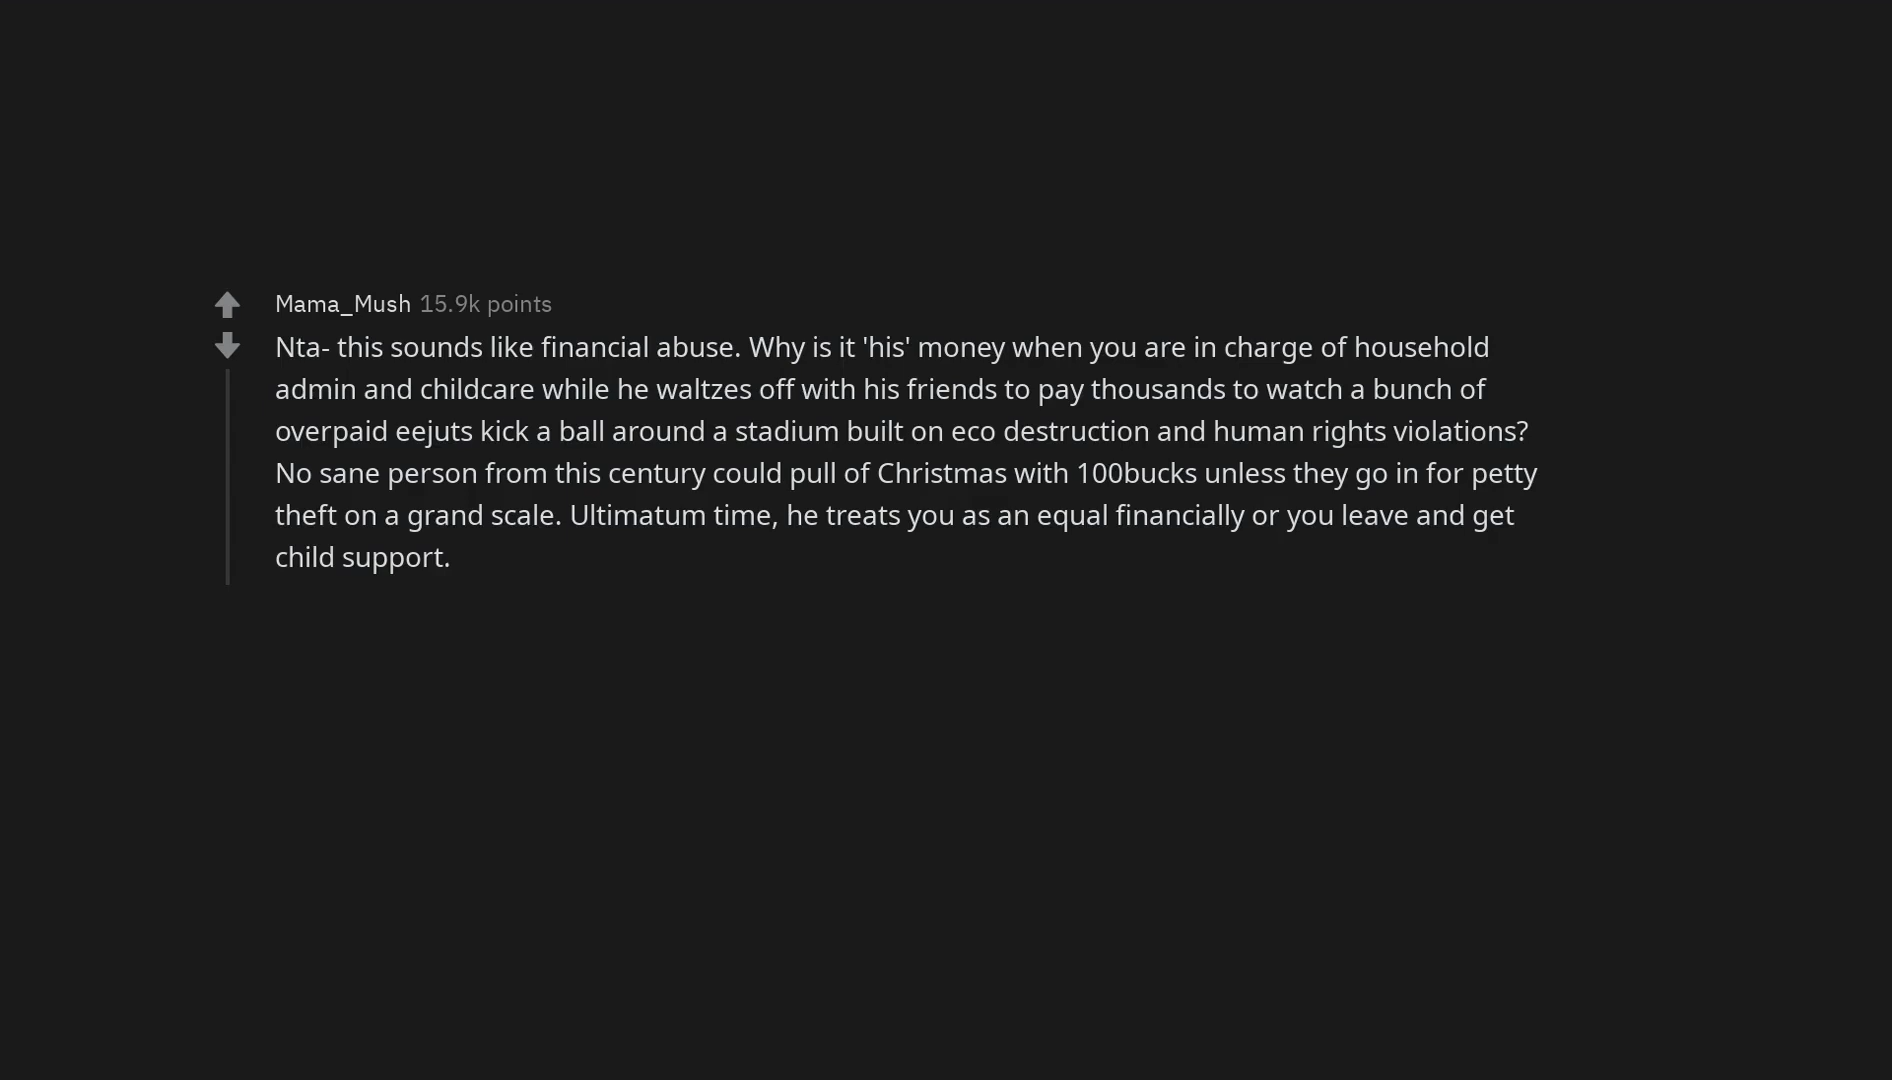 Mama_Mush 15.9k points
Nta- this sounds like financial abuse. Why is it 'his' money when you are in charge of household
admin and childcare while he waltzes off with his friends to pay thousands to watch a bunch of
overpaid eejuts kick a ball around a stadium built on eco destruction and human rights violations?
No sane person from this century could pull of Christmas with 100bucks unless they go in for petty
theft on a grand scale. Ultimatum time, he treats you as an equal financially or you leave and get
child support.